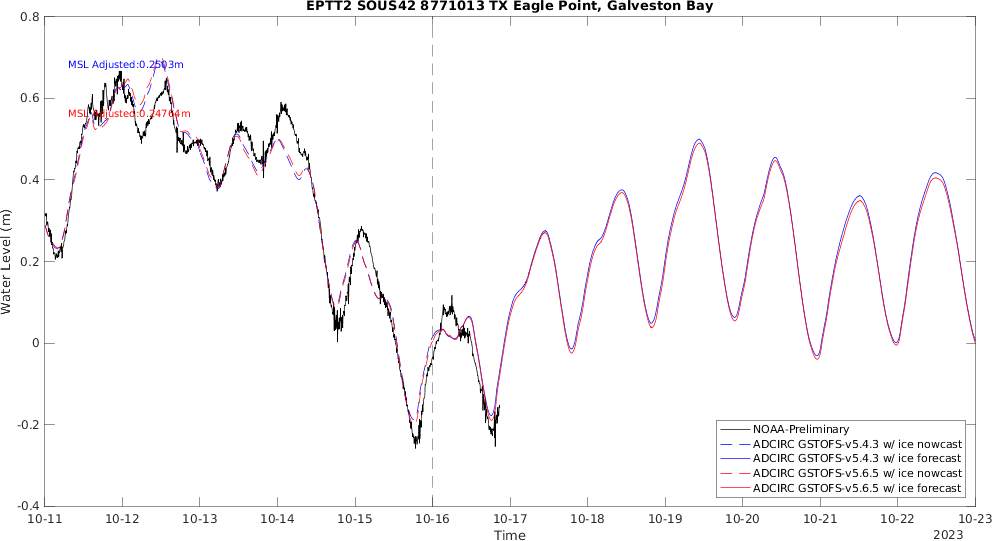 EPTT2 SOUS42 8771013 TX Eagle Point, Galveston Bay
0.8
0.6
0.4
0.2
0
-0.2
-0.4
Water Level (m)
MSL Adjusted:0.2503m
MSL Adjusted:0.24764m
NOAA-Preliminary
ADCIRC GSTOFS-v5.4.3 w/ ice nowcast
ADCIRC GSTOFS-v5.4.3 w/ ice forecast
ADCIRC GSTOFS-v5.6.5 w/ ice nowcast
ADCIRC GSTOFS-v5.6.5 w/ ice forecast
10-11 10-12 10-13 10-14 10-15 10-16 10-17 10-18 10-19 10-20 10-21 10-22 10-23
Time
2023